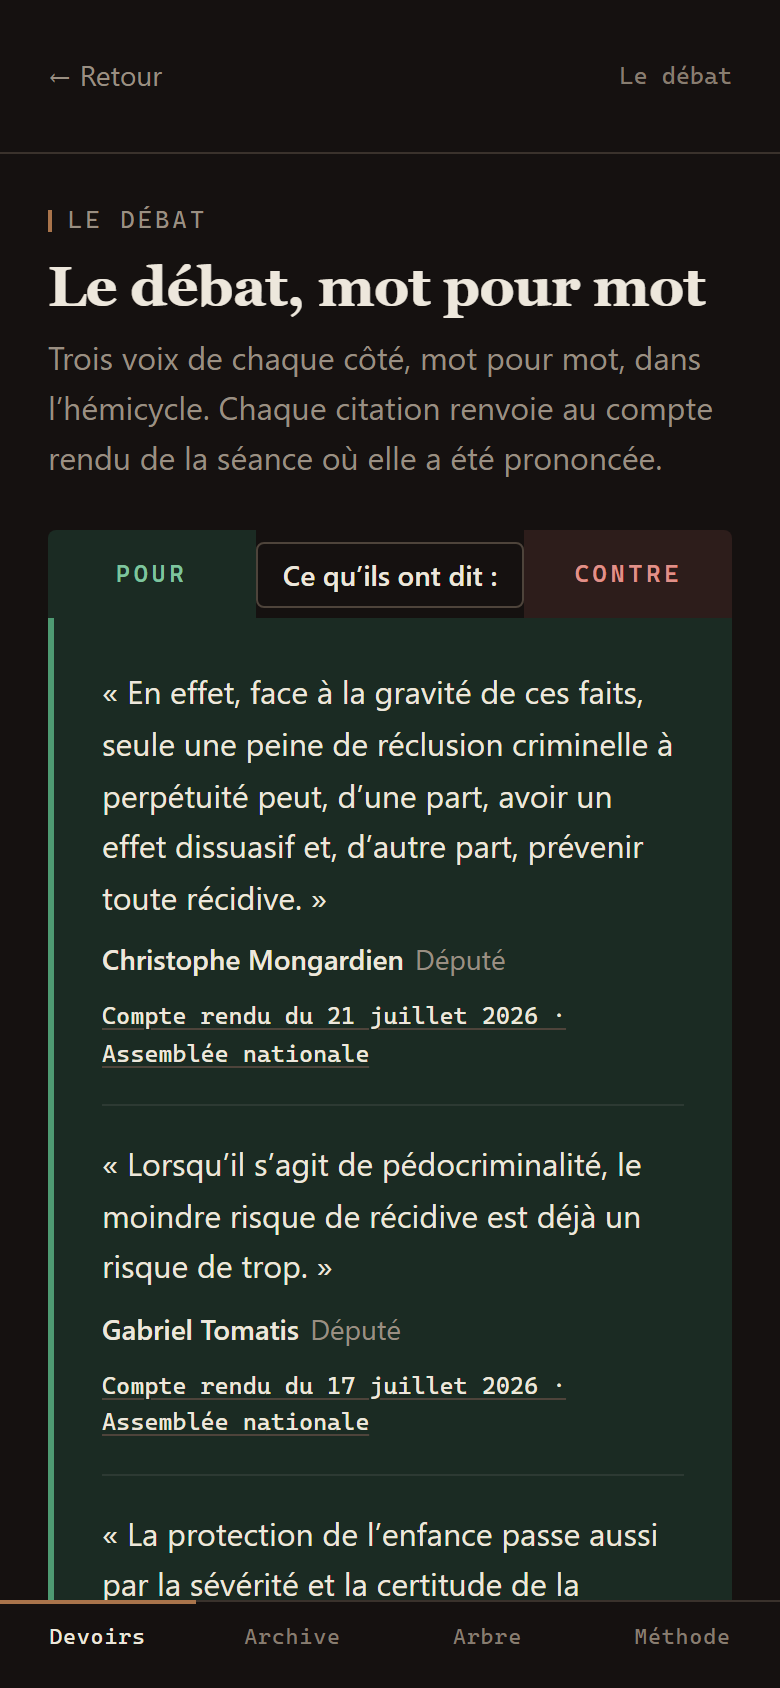 ← Retour
Le débat
LE DÉBAT
Le débat, mot pour mot
Trois voix de chaque côté, mot pour mot, dans
l’hémicycle. Chaque citation renvoie au compte
rendu de la séance où elle a été prononcée.
POUR
Ce qu’ils ont dit :
CONTRE
« En effet, face à la gravité de ces faits,
seule une peine de réclusion criminelle à
perpétuité peut, d’une part, avoir un
effet dissuasif et, d’autre part, prévenir
toute récidive. »
Christophe Mongardien Député
Compte rendu du 21 juillet 2026 ·
Assemblée nationale
« Lorsqu’il s’agit de pédocriminalité, le
moindre risque de récidive est déjà un
risque de trop. »
Gabriel Tomatis Député
Compte rendu du 17 juillet 2026 ·
Assemblée nationale
« La protection de l’enfance passe aussi
par la sévérité et la certitude de la
Devoirs
Archive
Arbre
Méthode